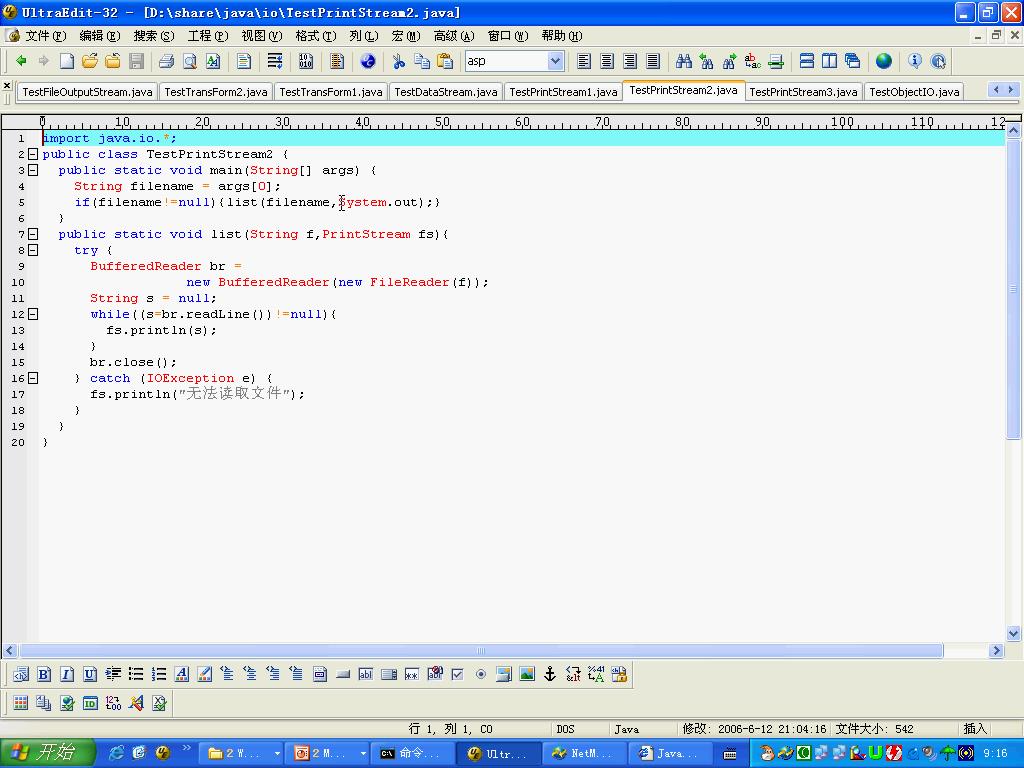 UltraEdit-32 - [D:\share\java\io\TestPrintStream2.java]
文件(F) 编辑(E) 搜索(S) 工程(P) 视图(V) 格式(T) 列(L) 宏(M) 高级(A) 窗口(W) 帮助(H)
asp
TestFileOutputStream.java TestTransForm2.java TestTransForm1.java TestDataStream.java TestPrintStream1.java TestPrintStream2.java TestPrintStream3.java TestObjectIO.java
0 10 20 30 40 50 60 70 80 90 100 110 12
1 import java.io.*;
2 public class TestPrintStream2 {
3 public static void main(String[] args) {
4 String filename = args[0];
5 if(filename!=null){list(filename,System.out);}
6 }
7 public static void list(String f,PrintStream fs){
8 try {
9 BufferedReader br =
10 new BufferedReader(new FileReader(f));
11 String s = null;
12 while((s=br.readLine())!=null){
13 fs.println(s);
14 }
15 br.close();
16 } catch (IOException e) {
17 fs.println("无法读取文件");
18 }
19 }
20 }
行 1, 列 1, C0 DOS Java 修改: 2006-6-12 21:04:16 文件大小: 542 插入
开始 2 W... 2 M... 命令... Ultr... NetM... Java... 9:16